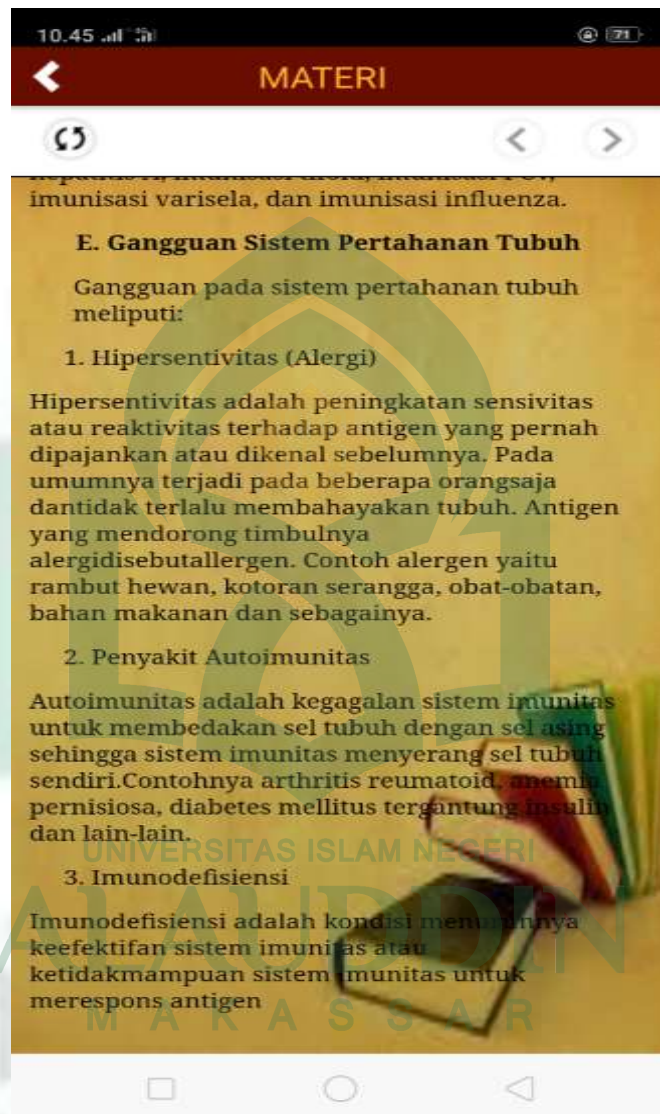 10.45
71
MATERI
imunisasi varisela, dan imunisasi influenza.
E. Gangguan Sistem Pertahanan Tubuh
Gangguan pada sistem pertahanan tubuh
meliputi:
1. Hipersentivitas (Alergi)
Hipersentivitas adalah peningkatan sensivitas
atau reaktivitas terhadap antigen yang pernah
dipajankan atau dikenal sebelumnya. Pada
umumnya terjadi pada beberapa orangsaja
dantidak terlalu membahayakan tubuh. Antigen
yang mendorong timbulnya
alergidisebutallergen. Contoh alergen yaitu
rambut hewan, kotoran serangga, obat-obatan,
bahan makanan dan sebagainya.
2. Penyakit Autoimunitas
Autoimunitas adalah kegagalan sistem imunitas
untuk membedakan sel tubuh dengan sel asing
sehingga sistem imunitas menyerang sel tubuh
sendiri.Contohnya arthritis reumatoid, anemia
pernisiosa, diabetes mellitus tergantung insulin
dan lain-lain.
UNIVERSITAS ISLAM NEGERI
3. Imunodefisiensi
ALAUDDIN
Imunodefisiensi adalah kondisi menurunnya
keefektifan sistem imunitas atau
ketidakmampuan sistem imunitas untuk
merespons antigen
MAKASSAR